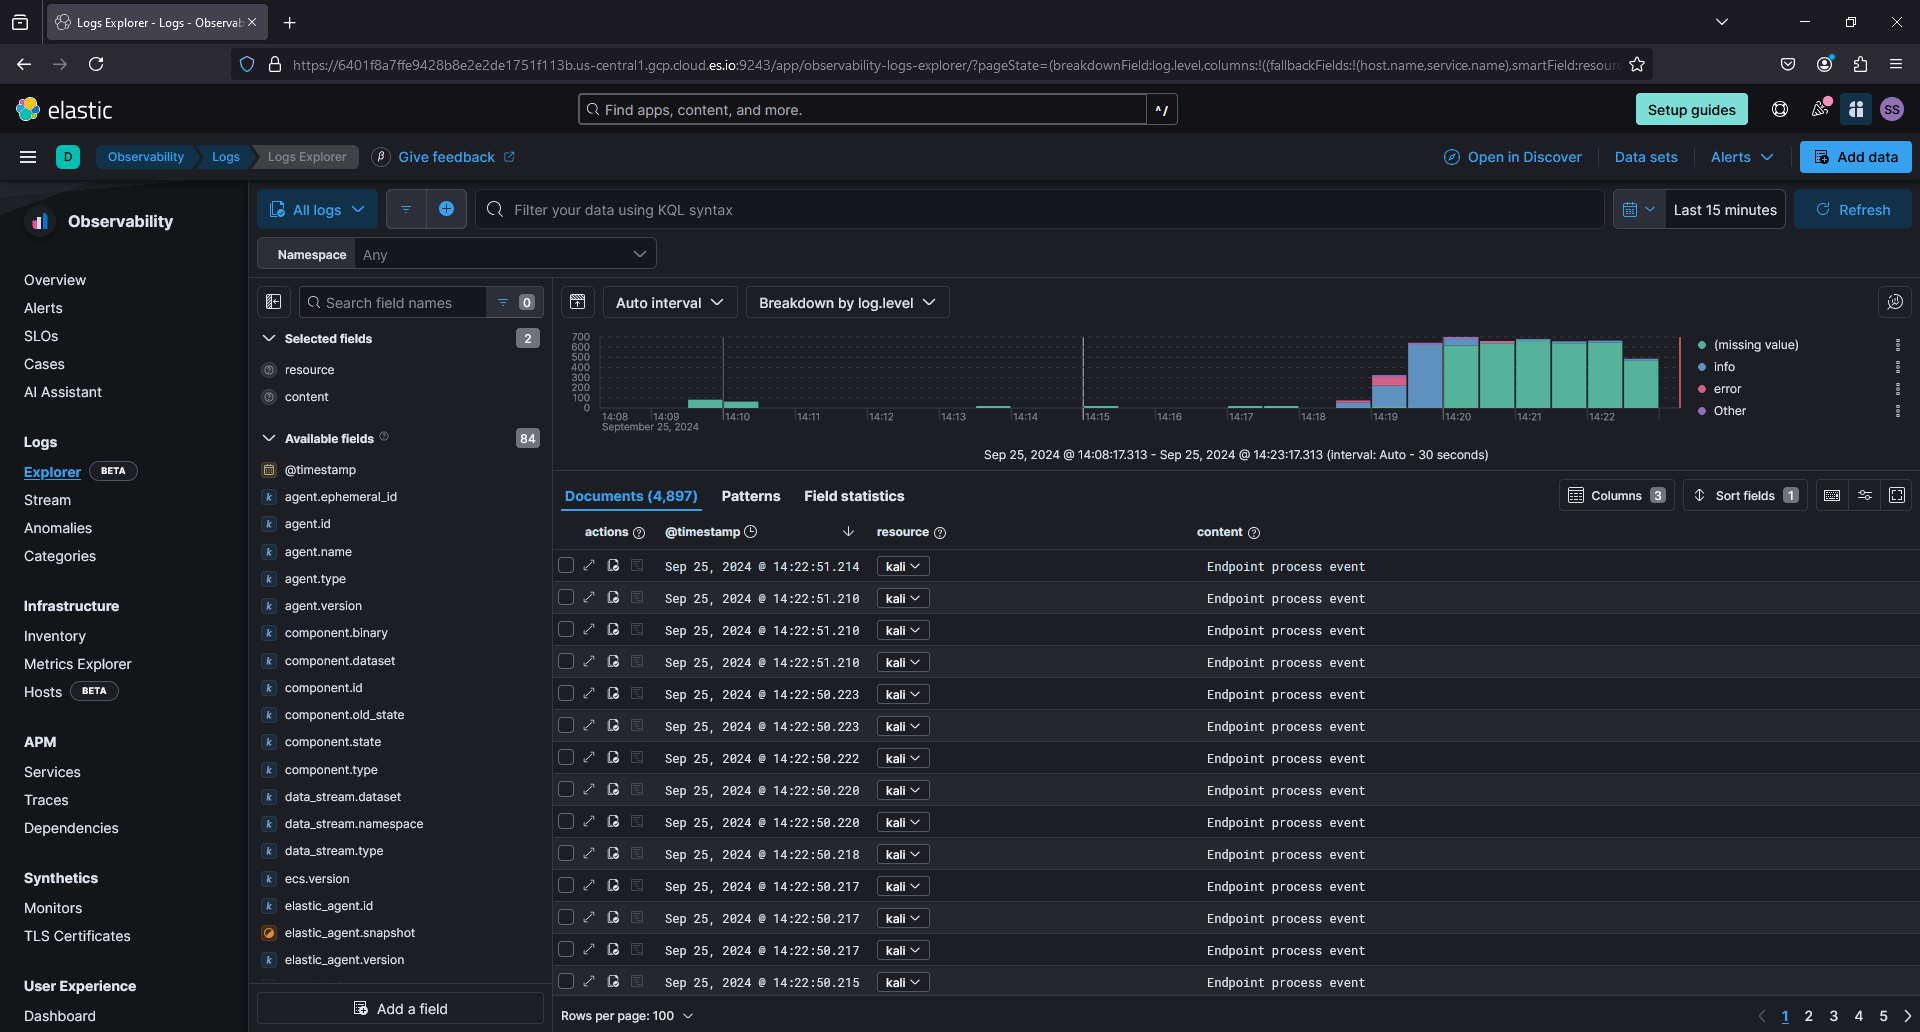 Logs Explorer - Logs - Observab
https://6401f8a7ffe9428b8e2e2de1751f113b.us-central1.gcp.cloud.es.io:9243/app/observability-logs-explorer/?pageState=(breakdownField:log.level,columns:!((fallbackFields:!(host.name,service.name),smartField:resourc
elastic
Find apps, content, and more.
^/
Setup guides
SS
D
Observability
Logs
Logs Explorer
β
Give feedback
Open in Discover
Data sets
Alerts
Add data
Observability
Overview
Alerts
SLOs
Cases
AI Assistant
Logs
Explorer BETA
Stream
Anomalies
Categories
Infrastructure
Inventory
Metrics Explorer
Hosts BETA
APM
Services
Traces
Dependencies
Synthetics
Monitors
TLS Certificates
User Experience
Dashboard
All logs
Filter your data using KQL syntax
Last 15 minutes
Refresh
Namespace Any
Search field names 0
Selected fields 2
resource
content
Available fields 84
@timestamp
k agent.ephemeral_id
k agent.id
k agent.name
k agent.type
k agent.version
k component.binary
k component.dataset
k component.id
k component.old_state
k component.state
k component.type
k data_stream.dataset
k data_stream.namespace
k data_stream.type
k ecs.version
k elastic_agent.id
elastic_agent.snapshot
k elastic_agent.version
Add a field
Auto interval
Breakdown by log.level
700
600
500
400
300
200
100
0
14:08 14:09 14:10 14:11 14:12 14:13 14:14 14:15 14:16 14:17 14:18 14:19 14:20 14:21 14:22
September 25, 2024
(missing value)
info
error
Other
Sep 25, 2024 @ 14:08:17.313 - Sep 25, 2024 @ 14:23:17.313 (interval: Auto - 30 seconds)
Documents (4,897) Patterns Field statistics
Columns 3 Sort fields 1
actions @timestamp resource content
Sep 25, 2024 @ 14:22:51.214 kali Endpoint process event
Sep 25, 2024 @ 14:22:51.210 kali Endpoint process event
Sep 25, 2024 @ 14:22:51.210 kali Endpoint process event
Sep 25, 2024 @ 14:22:51.210 kali Endpoint process event
Sep 25, 2024 @ 14:22:50.223 kali Endpoint process event
Sep 25, 2024 @ 14:22:50.223 kali Endpoint process event
Sep 25, 2024 @ 14:22:50.222 kali Endpoint process event
Sep 25, 2024 @ 14:22:50.220 kali Endpoint process event
Sep 25, 2024 @ 14:22:50.220 kali Endpoint process event
Sep 25, 2024 @ 14:22:50.218 kali Endpoint process event
Sep 25, 2024 @ 14:22:50.217 kali Endpoint process event
Sep 25, 2024 @ 14:22:50.217 kali Endpoint process event
Sep 25, 2024 @ 14:22:50.217 kali Endpoint process event
Sep 25, 2024 @ 14:22:50.215 kali Endpoint process event
Rows per page: 100
1 2 3 4 5